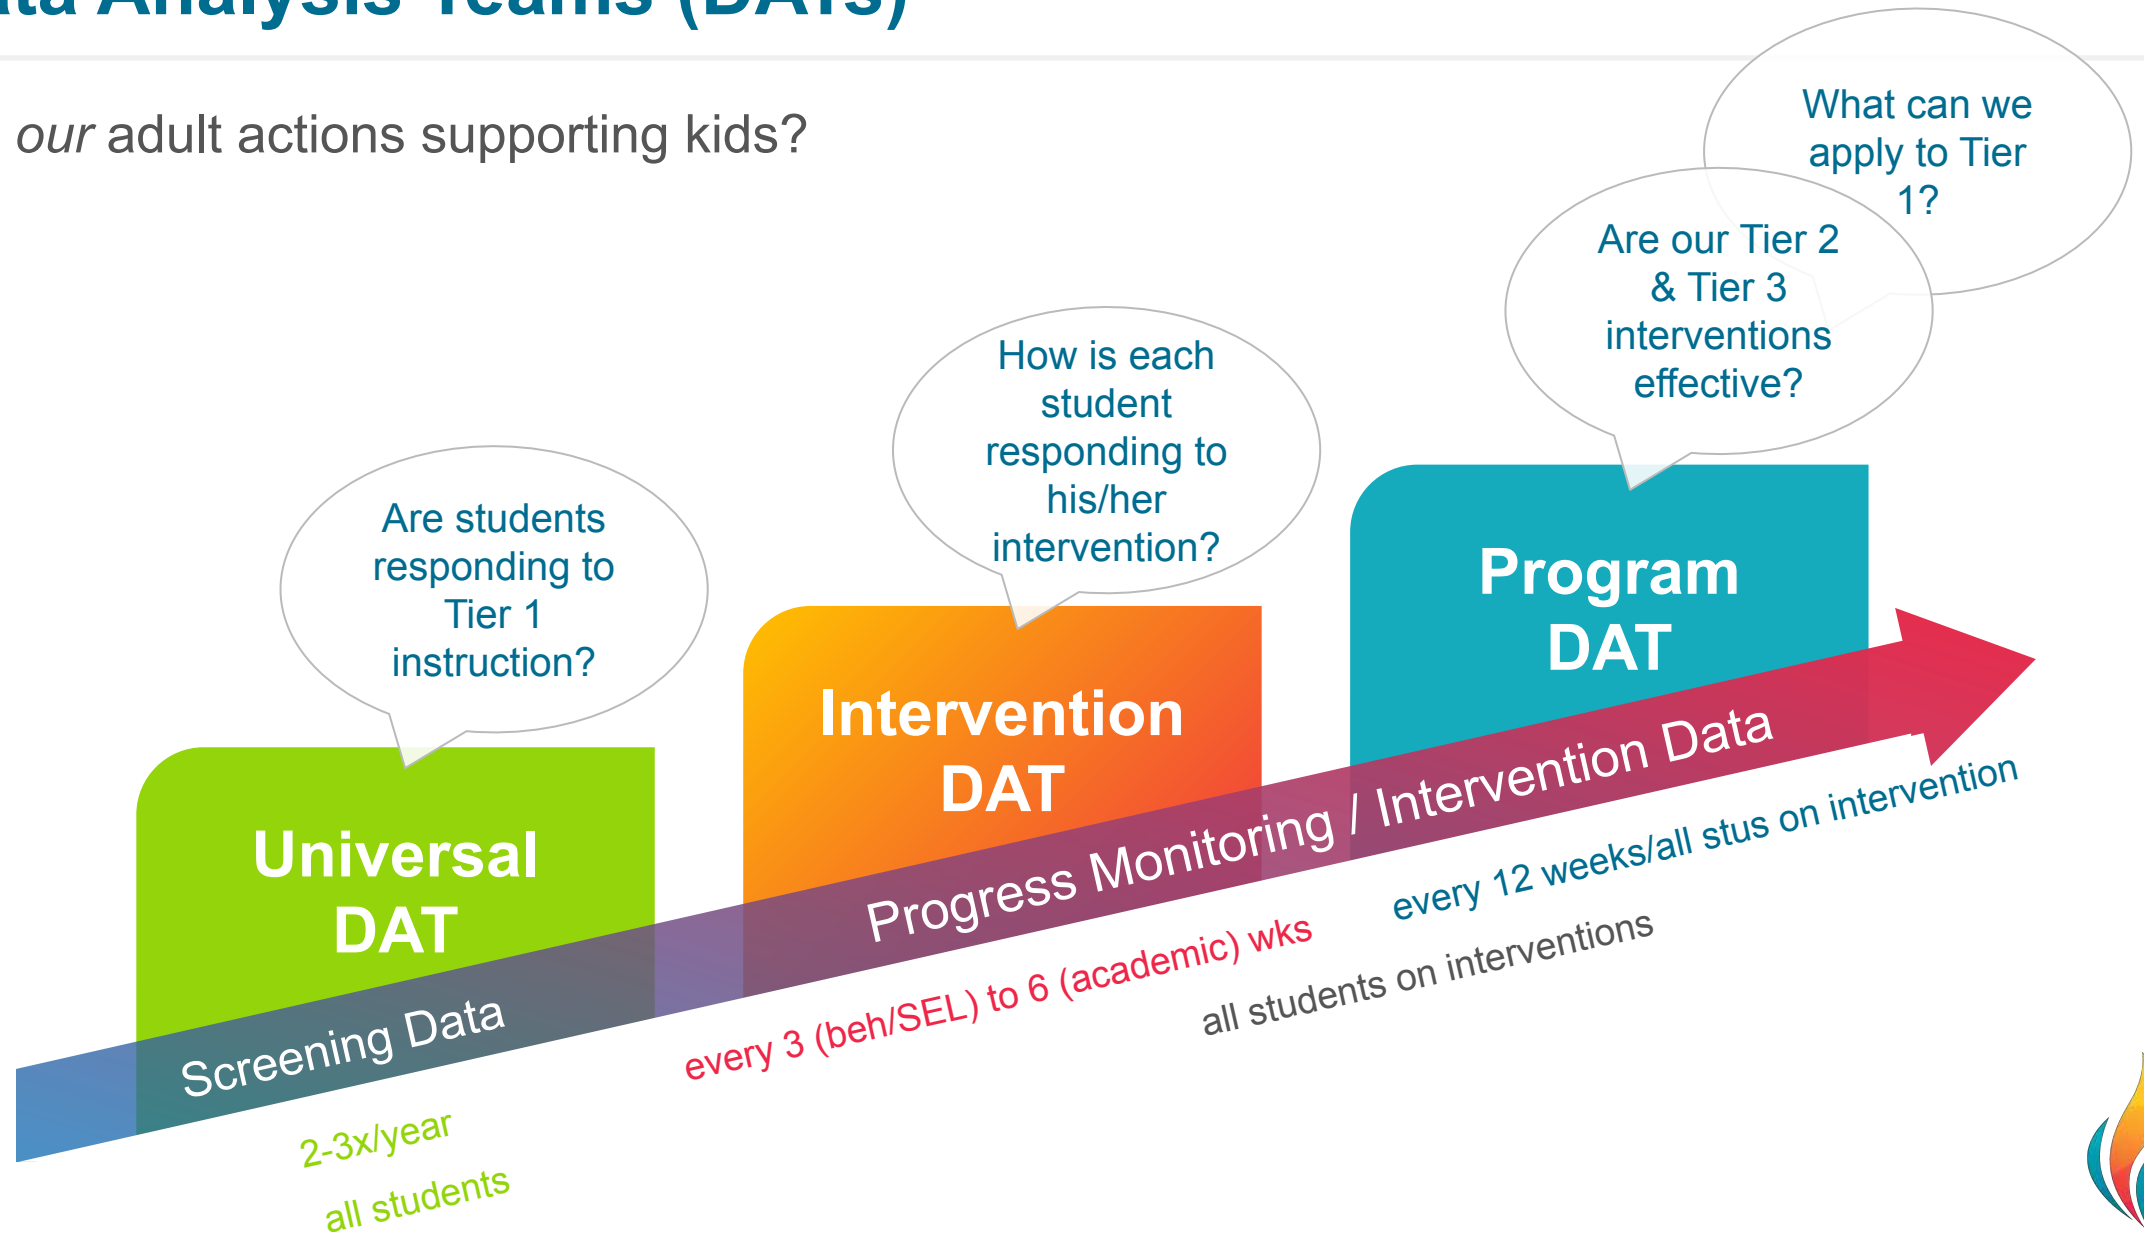 Analysis Teams (DATs)
our adult actions supporting kids?
What can we
apply to Tier
1?
Are our Tier 2
& Tier 3
interventions
effective?
How is each
student
responding to
his/her
intervention?
Are students
responding to
Tier 1
instruction?
Program
DAT
Intervention
DAT
Universal
DAT
Screening Data
Progress Monitoring / Intervention Data
2-3x/year
all students
every 3 (beh/SEL) to 6 (academic) wks
all students on interventions
every 12 weeks/all stus on intervention